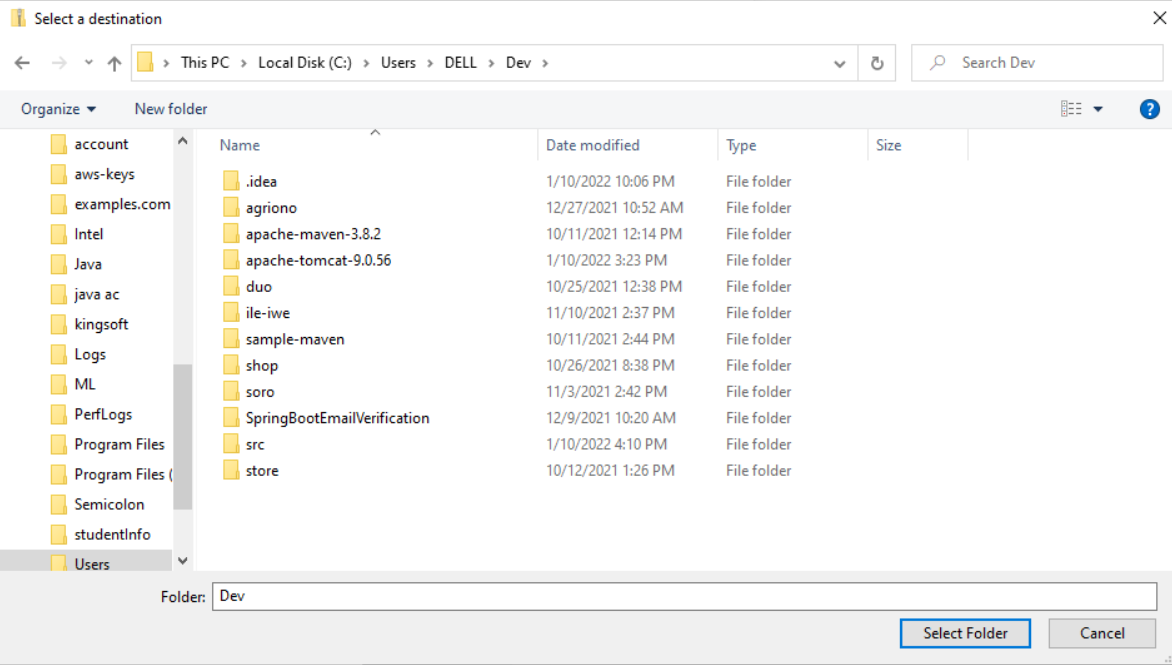 Select a destination
This PC > Local Disk (C:) > Users > DELL > Dev >
Search Dev
Organize
New folder
?
account
aws-keys
examples.com
Intel
Java
java ac
kingsoft
Logs
ML
PerfLogs
Program Files
Program Files (
Semicolon
studentInfo
Users
Name Date modified Type Size
.idea 1/10/2022 10:06 PM File folder
agriono 12/27/2021 10:52 AM File folder
apache-maven-3.8.2 10/11/2021 12:14 PM File folder
apache-tomcat-9.0.56 1/10/2022 3:23 PM File folder
duo 10/25/2021 12:38 PM File folder
ile-iwe 11/10/2021 2:37 PM File folder
sample-maven 10/11/2021 2:44 PM File folder
shop 10/26/2021 8:38 PM File folder
soro 11/3/2021 2:42 PM File folder
SpringBootEmailVerification 12/9/2021 10:20 AM File folder
src 1/10/2022 4:10 PM File folder
store 10/12/2021 1:26 PM File folder
Folder: Dev
Select Folder
Cancel